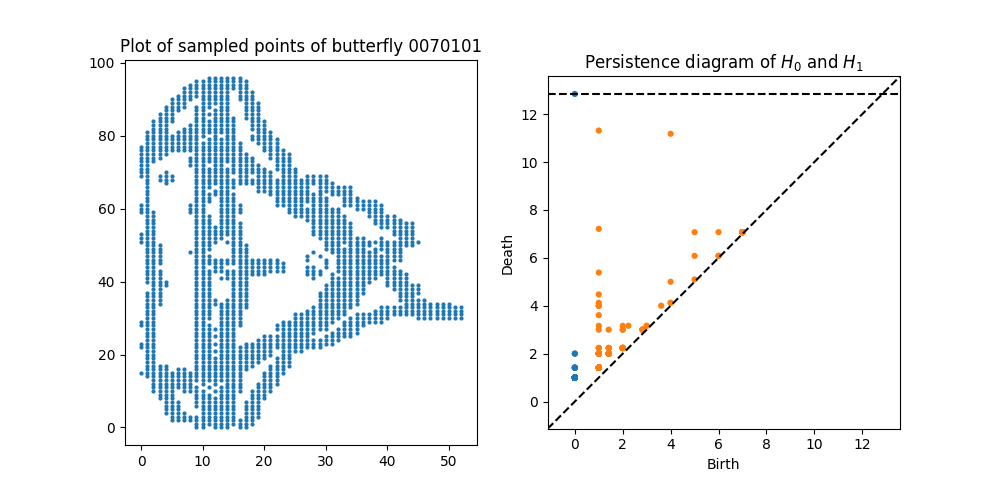 Plot of sampled points of butterfly 0070101
100
80
60
40
20
0
0 10 20 30 40 50
Persistence diagram of H₀ and H₁
Death
12
10
8
6
4
2
0
0 2 4 6 8 10 12
Birth